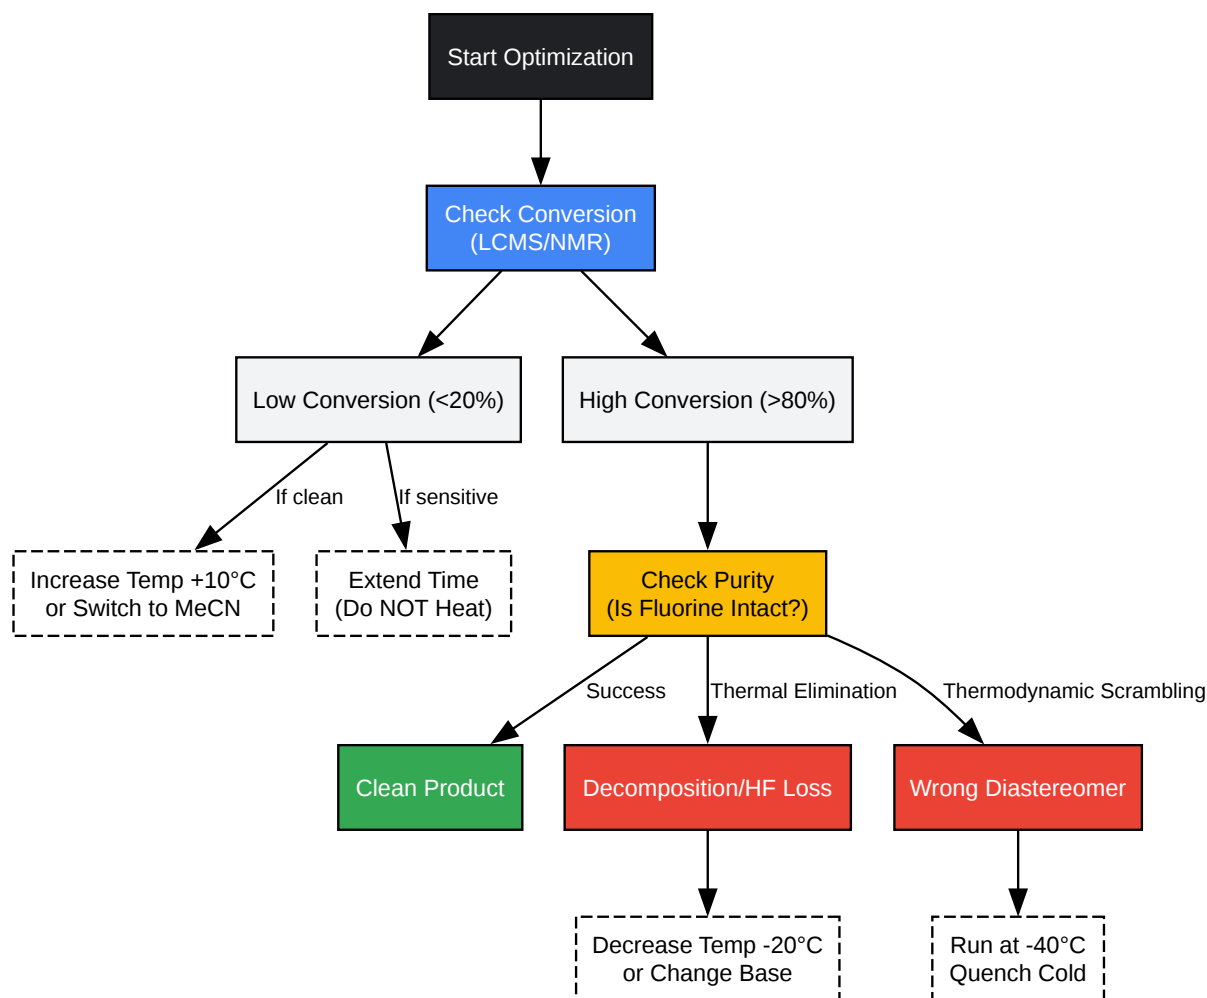 Start Optimization
Check Conversion
(LCMS/NMR)
Low Conversion (<20%)
High Conversion (>80%)
If clean
If sensitive
Increase Temp +10°C
or Switch to MeCN
Extend Time
(Do NOT Heat)
Check Purity
(Is Fluorine Intact?)
Success
Thermal Elimination
Thermodynamic Scrambling
Clean Product
Decomposition/HF Loss
Wrong Diastereomer
Decrease Temp -20°C
or Change Base
Run at -40°C
Quench Cold